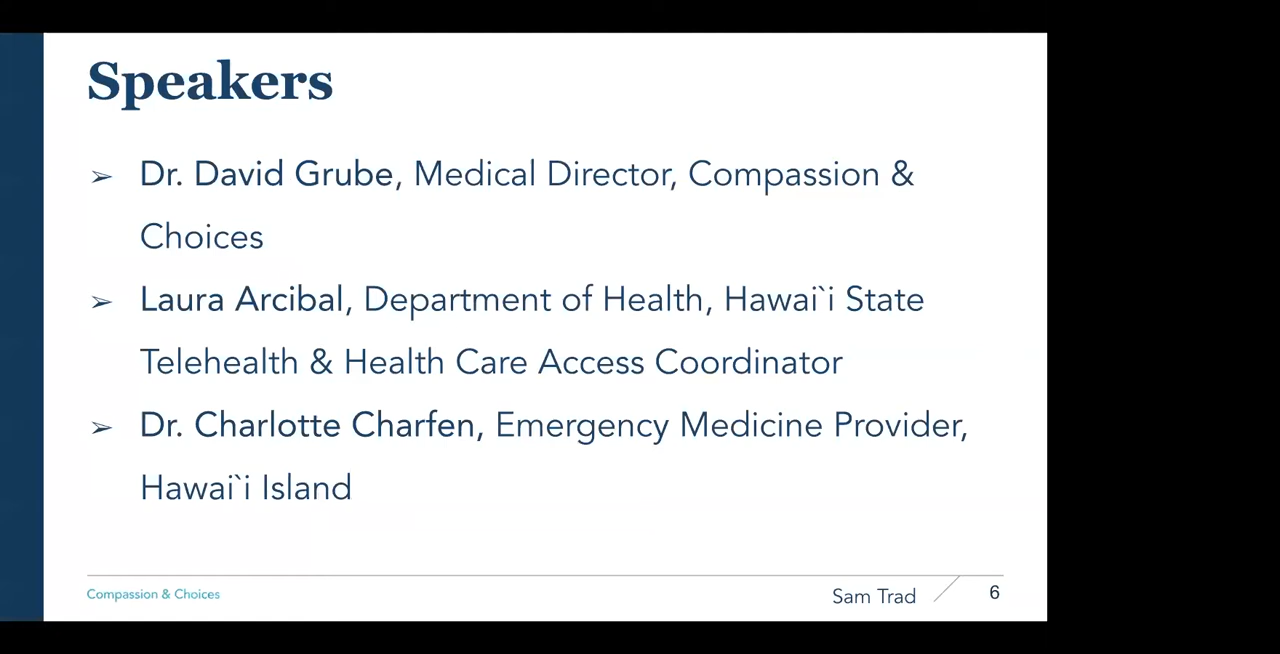 Speakers
➢ Dr. David Grube, Medical Director, Compassion &
Choices
➢ Laura Arcibal, Department of Health, Hawai`i State
Telehealth & Health Care Access Coordinator
➢ Dr. Charlotte Charfen, Emergency Medicine Provider,
Hawai`i Island
Compassion & Choices
Sam Trad
6